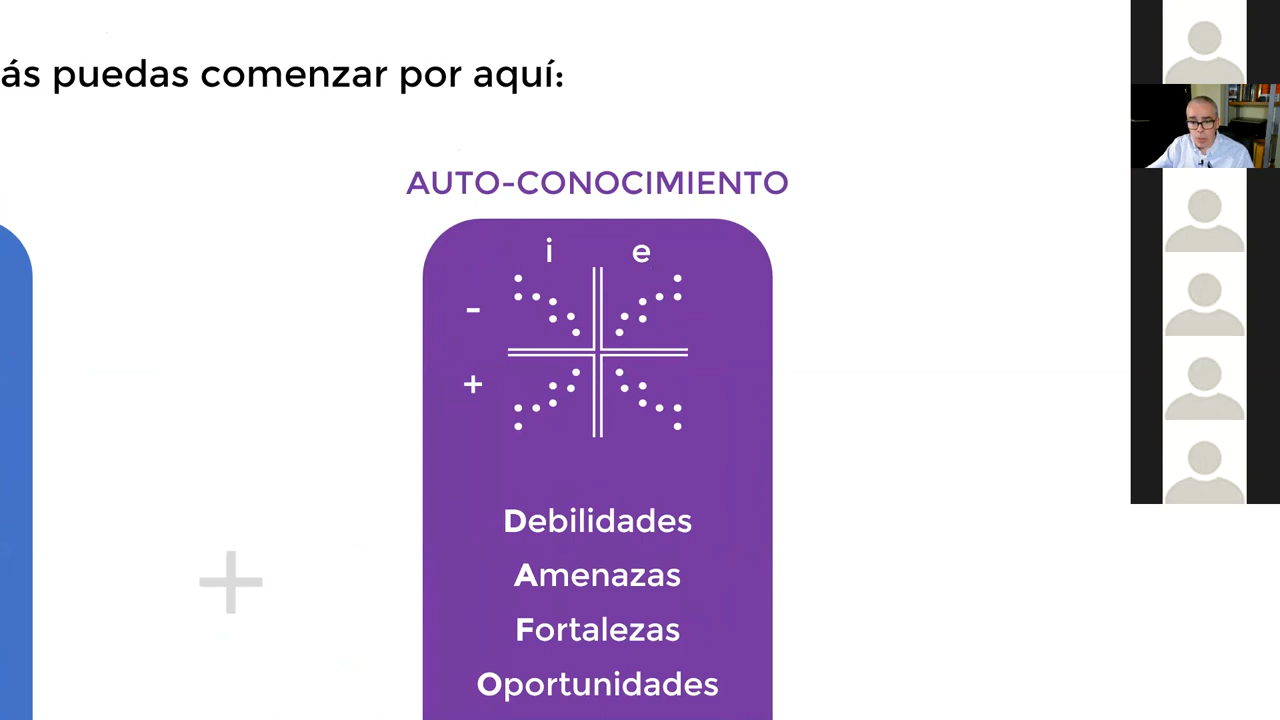 ás puedas comenzar por aquí:
AUTO-CONOCIMIENTO
i e
-
+
+
Debilidades
Amenazas
Fortalezas
Oportunidades